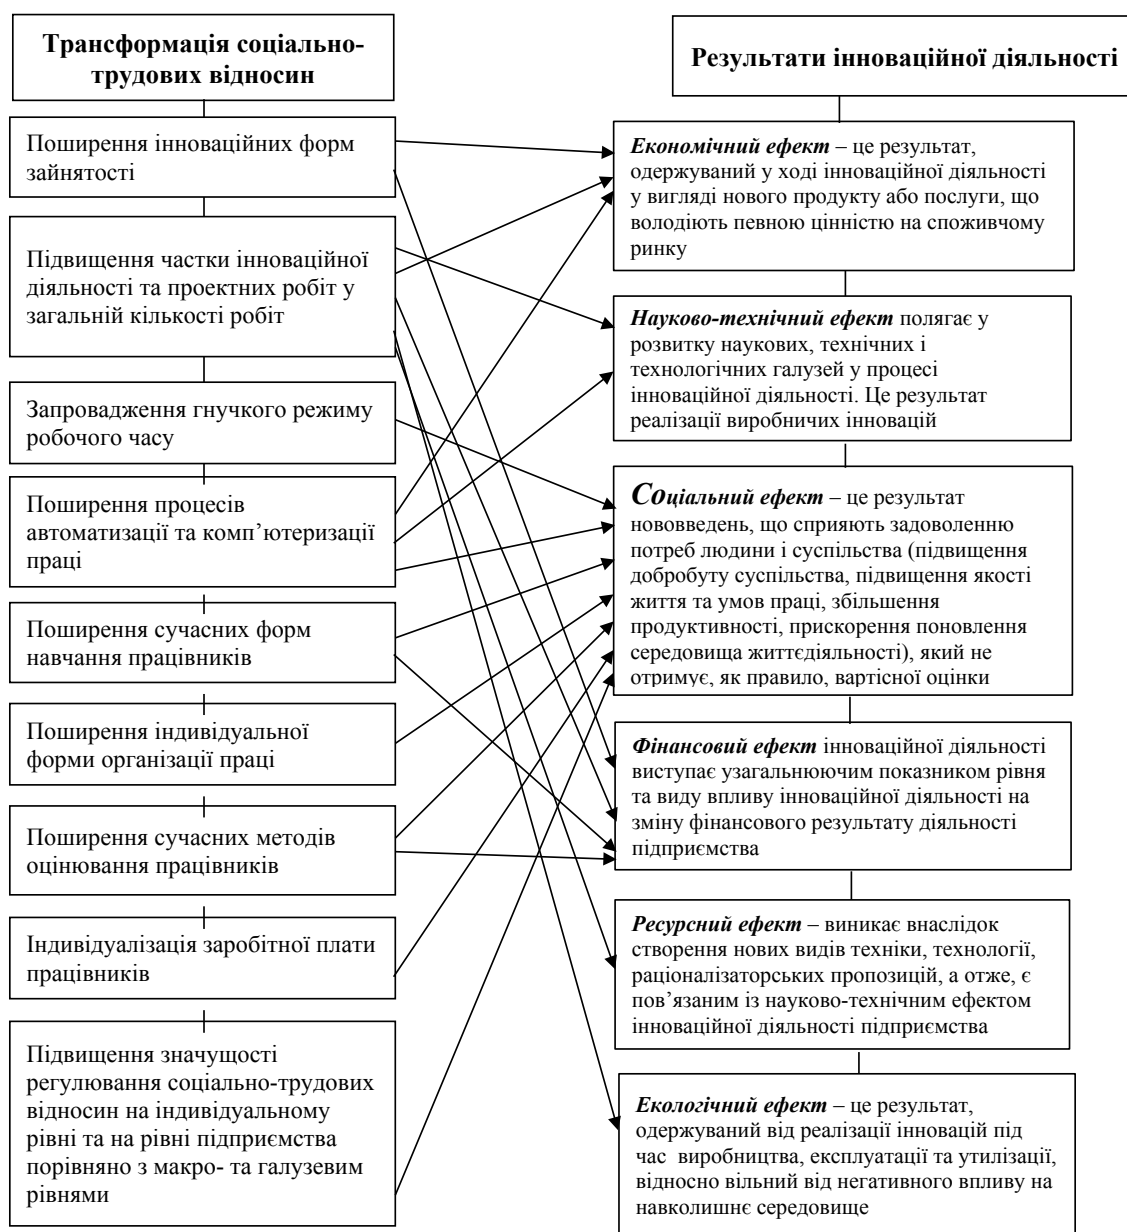 Трансформація соціально-
трудових відносин
Поширення інноваційних форм
зайнятості
Підвищення частки інноваційної
діяльності та проектних робіт у
загальній кількості робіт
Запровадження гнучкого режиму
робочого часу
Поширення процесів
автоматизації та комп’ютеризації
праці
Поширення сучасних форм
навчання працівників
Поширення індивідуальної
форми організації праці
Поширення сучасних методів
оцінювання працівників
Індивідуалізація заробітної плати
працівників
Підвищення значущості
регулювання соціально-трудових
відносин на індивідуальному
рівні та на рівні підприємства
порівняно з макро- та галузевим
рівнями
Результати інноваційної діяльності
Економічний ефект – це результат,
одержуваний у ході інноваційної діяльності
у вигляді нового продукту або послуги, що
володіють певною цінністю на споживчому
ринку
Науково-технічний ефект полягає у
розвитку наукових, технічних і
технологічних галузей у процесі
інноваційної діяльності. Це результат
реалізації виробничих інновацій
Соціальний ефект – це результат
нововведень, що сприяють задоволенню
потреб людини і суспільства (підвищення
добробуту суспільства, підвищення якості
життя та умов праці, збільшення
продуктивності, прискорення поновлення
середовища життєдіяльності), який не
отримує, як правило, вартісної оцінки
Фінансовий ефект інноваційної діяльності
виступає узагальнюючим показником рівня
та виду впливу інноваційної діяльності на
зміну фінансового результату діяльності
підприємства
Ресурсний ефект – виникає внаслідок
створення нових видів техніки, технології,
раціоналізаторських пропозицій, а отже, є
пов’язаним із науково-технічним ефектом
інноваційної діяльності підприємства
Екологічний ефект – це результат,
одержуваний від реалізації інновацій під
час виробництва, експлуатації та утилізації,
відносно вільний від негативного впливу на
навколишнє середовище